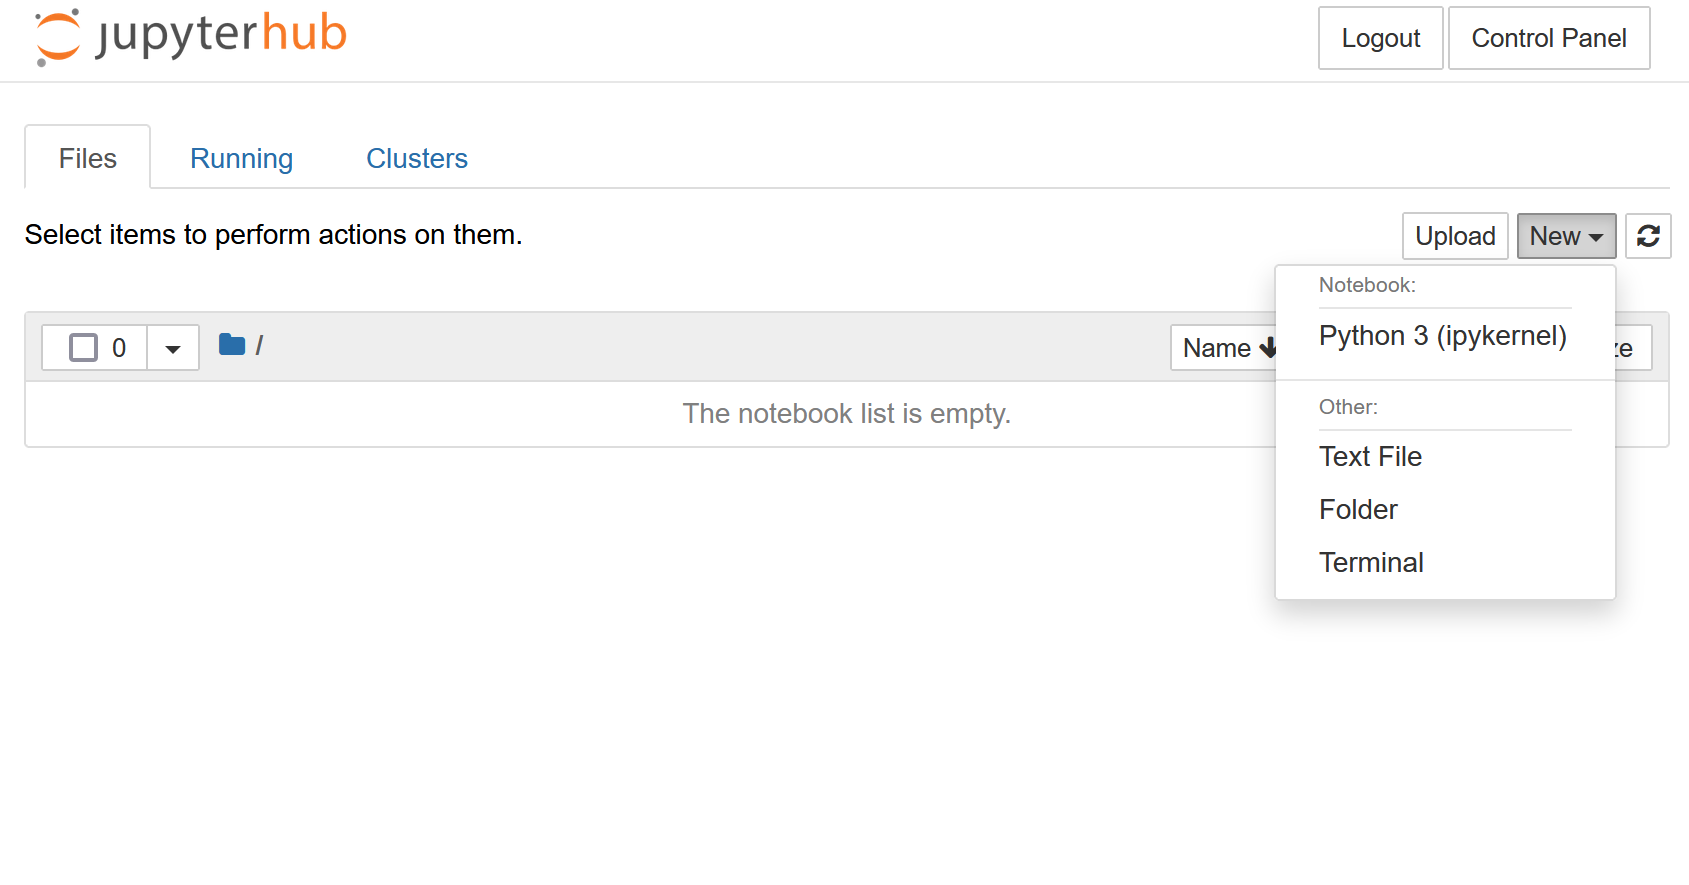 jupyterhub
Logout
Control Panel
Files
Running
Clusters
Select items to perform actions on them.
Upload
New
0
/
Name
ze
The notebook list is empty.
Notebook:
Python 3 (ipykernel)
Other:
Text File
Folder
Terminal